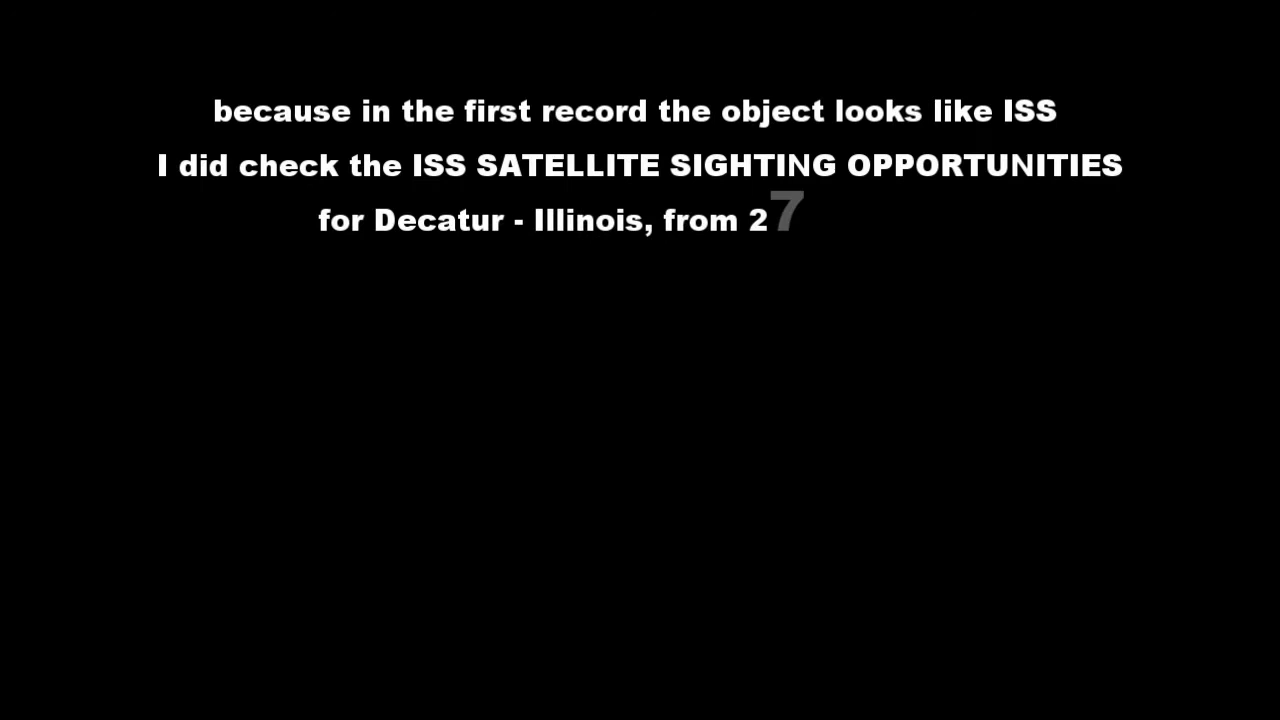 because in the first record the object looks like ISS
I did check the ISS SATELLITE SIGHTING OPPORTUNITIES
for Decatur - Illinois, from 27